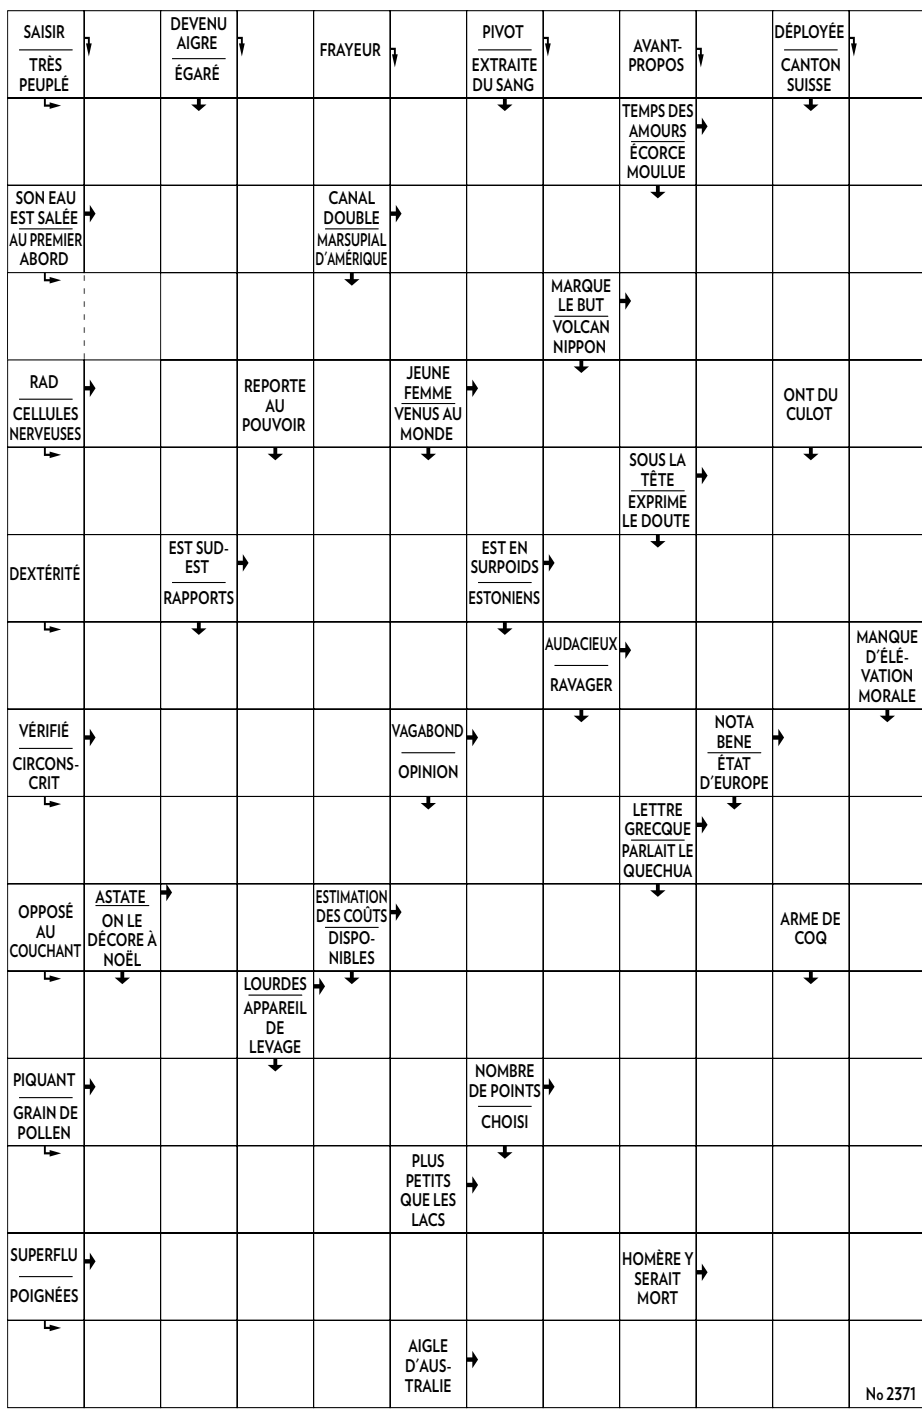 SAISIR
TRÈS
PEUPLÉ
DEVENU
AIGRE
ÉGARÉ
FRAYEUR
PIVOT
EXTRAITE
DU SANG
AVANT-
PROPOS
DÉPLOYÉE
CANTON
SUISSE
TEMPS DES
AMOURS
ÉCORCE
MOULUE
SON EAU
EST SALÉE
AU PREMIER
ABORD
CANAL
DOUBLE
MARSUPIAL
D'AMÉRIQUE
MARQUE
LE BUT
VOLCAN
NIPPON
RAD
CELLULES
NERVEUSES
REPORTE
AU
POUVOIR
JEUNE
FEMME
VENUS AU
MONDE
ONT DU
CULOT
SOUS LA
TÊTE
EXPRIME
LE DOUTE
DEXTÉRITÉ
EST SUD-
EST
RAPPORTS
EST EN
SURPOIDS
ESTONIENS
AUDACIEUX
RAVAGER
MANQUE
D'ÉLÉ-
VATION
MORALE
VÉRIFIÉ
CIRCONS-
CRIT
VAGABOND
OPINION
NOTA
BENE
ÉTAT
D'EUROPE
LETTRE
GRECQUE
PARLAIT LE
QUECHUA
OPPOSÉ
AU
COUCHANT
ASTATE
ON LE
DÉCORE À
NOËL
ESTIMATION
DES COÛTS
DISPO-
NIBLES
ARME DE
COQ
LOURDES
APPAREIL
DE
LEVAGE
PIQUANT
GRAIN DE
POLLEN
NOMBRE
DE POINTS
CHOISI
PLUS
PETITS
QUE LES
LACS
SUPERFLU
POIGNÉES
HOMÈRE Y
SERAIT
MORT
AIGLE
D'AUS-
TRALIE
No 2371